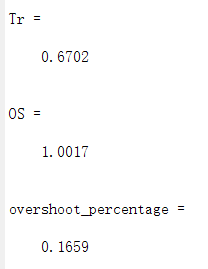 Tr =
0.6702
OS =
1.0017
overshoot_percentage =
0.1659